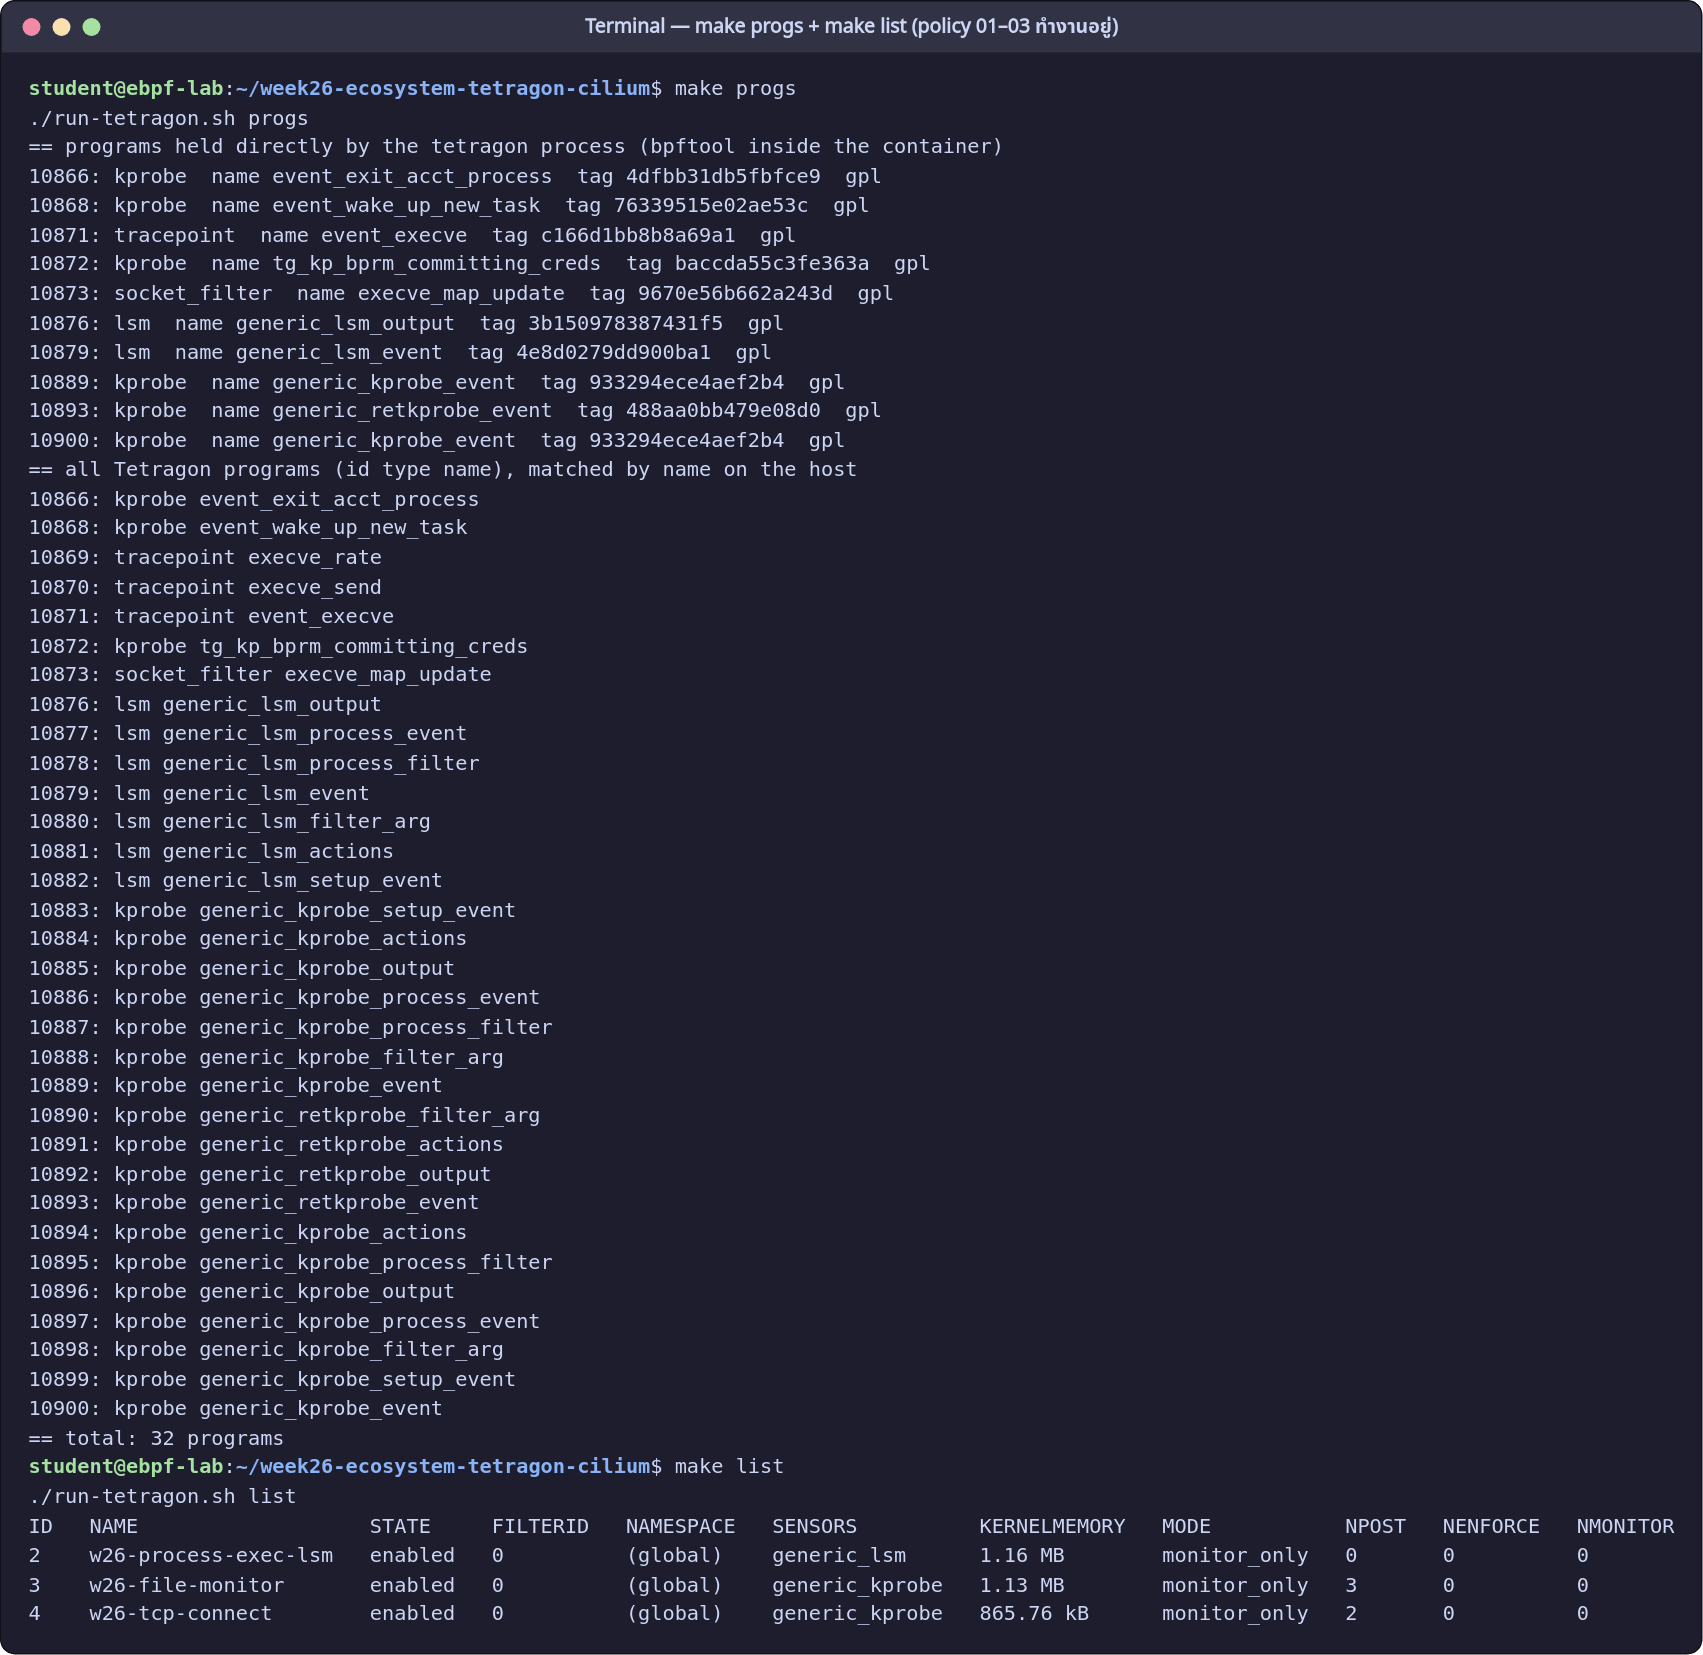 Terminal — make progs + make list (policy 01–03 ทำงานอยู่)
student@ebpf-lab:~/week26-ecosystem-tetragon-cilium$ make progs
./run-tetragon.sh progs
== programs held directly by the tetragon process (bpftool inside the container)
10866: kprobe  name event_exit_acct_process  tag 4dfbb31db5fbfce9  gpl
10868: kprobe  name event_wake_up_new_task  tag 76339515e02ae53c  gpl
10871: tracepoint  name event_execve  tag c166d1bb8b8a69a1  gpl
10872: kprobe  name tg_kp_bprm_committing_creds  tag baccda55c3fe363a  gpl
10873: socket_filter  name execve_map_update  tag 9670e56b662a243d  gpl
10876: lsm  name generic_lsm_output  tag 3b150978387431f5  gpl
10879: lsm  name generic_lsm_event  tag 4e8d0279dd900ba1  gpl
10889: kprobe  name generic_kprobe_event  tag 933294ece4aef2b4  gpl
10893: kprobe  name generic_retkprobe_event  tag 488aa0bb479e08d0  gpl
10900: kprobe  name generic_kprobe_event  tag 933294ece4aef2b4  gpl
== all Tetragon programs (id type name), matched by name on the host
10866: kprobe event_exit_acct_process
10868: kprobe event_wake_up_new_task
10869: tracepoint execve_rate
10870: tracepoint execve_send
10871: tracepoint event_execve
10872: kprobe tg_kp_bprm_committing_creds
10873: socket_filter execve_map_update
10876: lsm generic_lsm_output
10877: lsm generic_lsm_process_event
10878: lsm generic_lsm_process_filter
10879: lsm generic_lsm_event
10880: lsm generic_lsm_filter_arg
10881: lsm generic_lsm_actions
10882: lsm generic_lsm_setup_event
10883: kprobe generic_kprobe_setup_event
10884: kprobe generic_kprobe_actions
10885: kprobe generic_kprobe_output
10886: kprobe generic_kprobe_process_event
10887: kprobe generic_kprobe_process_filter
10888: kprobe generic_kprobe_filter_arg
10889: kprobe generic_kprobe_event
10890: kprobe generic_retkprobe_filter_arg
10891: kprobe generic_retkprobe_actions
10892: kprobe generic_retkprobe_output
10893: kprobe generic_retkprobe_event
10894: kprobe generic_kprobe_actions
10895: kprobe generic_kprobe_process_filter
10896: kprobe generic_kprobe_output
10897: kprobe generic_kprobe_process_event
10898: kprobe generic_kprobe_filter_arg
10899: kprobe generic_kprobe_setup_event
10900: kprobe generic_kprobe_event
== total: 32 programs
student@ebpf-lab:~/week26-ecosystem-tetragon-cilium$ make list
./run-tetragon.sh list
ID   NAME                   STATE     FILTERID   NAMESPACE   SENSORS          KERNELMEMORY   MODE           NPOST   NENFORCE   NMONITOR
2    w26-process-exec-lsm   enabled   0          (global)    generic_lsm      1.16 MB        monitor_only   0       0          0
3    w26-file-monitor       enabled   0          (global)    generic_kprobe   1.13 MB        monitor_only   3       0          0
4    w26-tcp-connect        enabled   0          (global)    generic_kprobe   865.76 kB      monitor_only   2       0          0